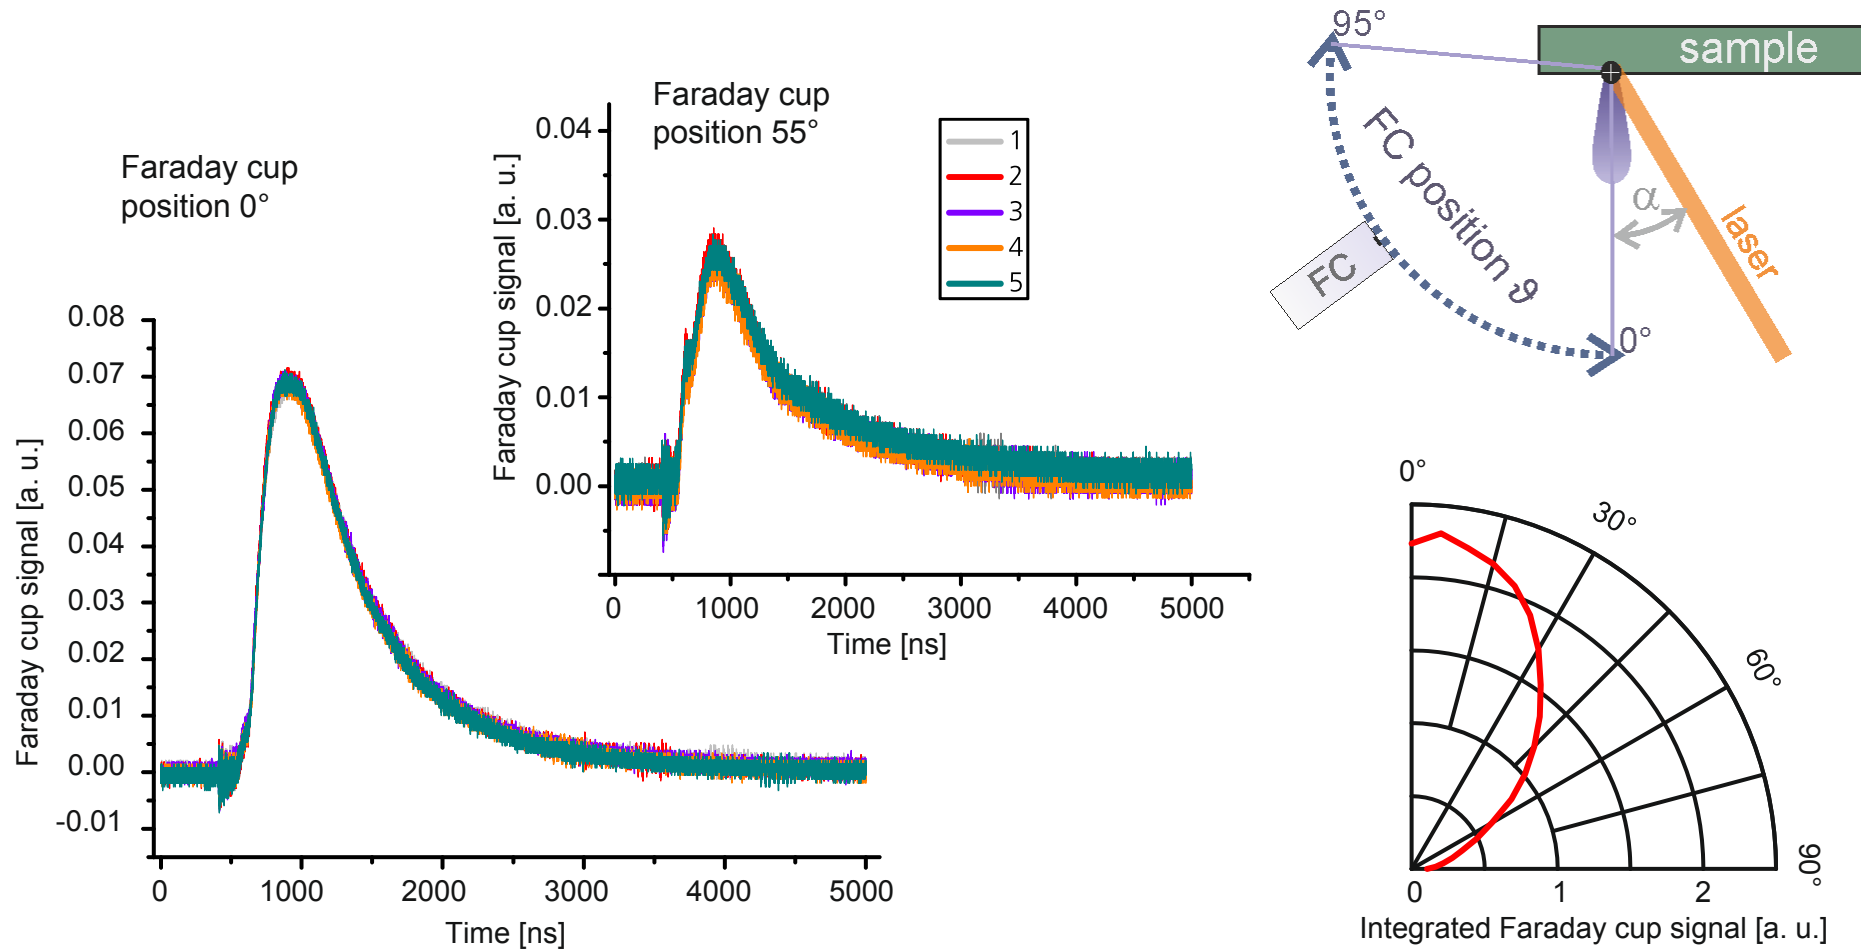 Faraday cup
position 0°
Faraday cup signal [a. u.]
0.08
0.07
0.06
0.05
0.04
0.03
0.02
0.01
0.00
-0.01
0
1000
2000
3000
4000
5000
Time [ns]
Faraday cup
position 55°
Faraday cup signal [a. u.]
0.04
0.03
0.02
0.01
0.00
0
1000
2000
3000
4000
5000
Time [ns]
1
2
3
4
5
95°
sample
FC position ϑ
FC
α
laser
0°
0°
30°
60°
90°
0
1
2
Integrated Faraday cup signal [a. u.]